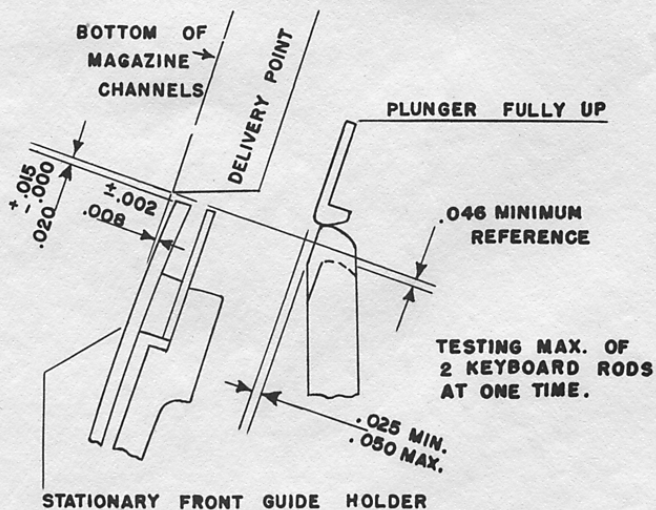 BOTTOM OF
MAGAZINE
CHANNELS
DELIVERY POINT
PLUNGER FULLY UP
+.015
-.000
.020
±.002
.008
.046 MINIMUM
REFERENCE
TESTING MAX. OF
2 KEYBOARD RODS
AT ONE TIME.
.025 MIN.
.050 MAX.
STATIONARY FRONT GUIDE HOLDER